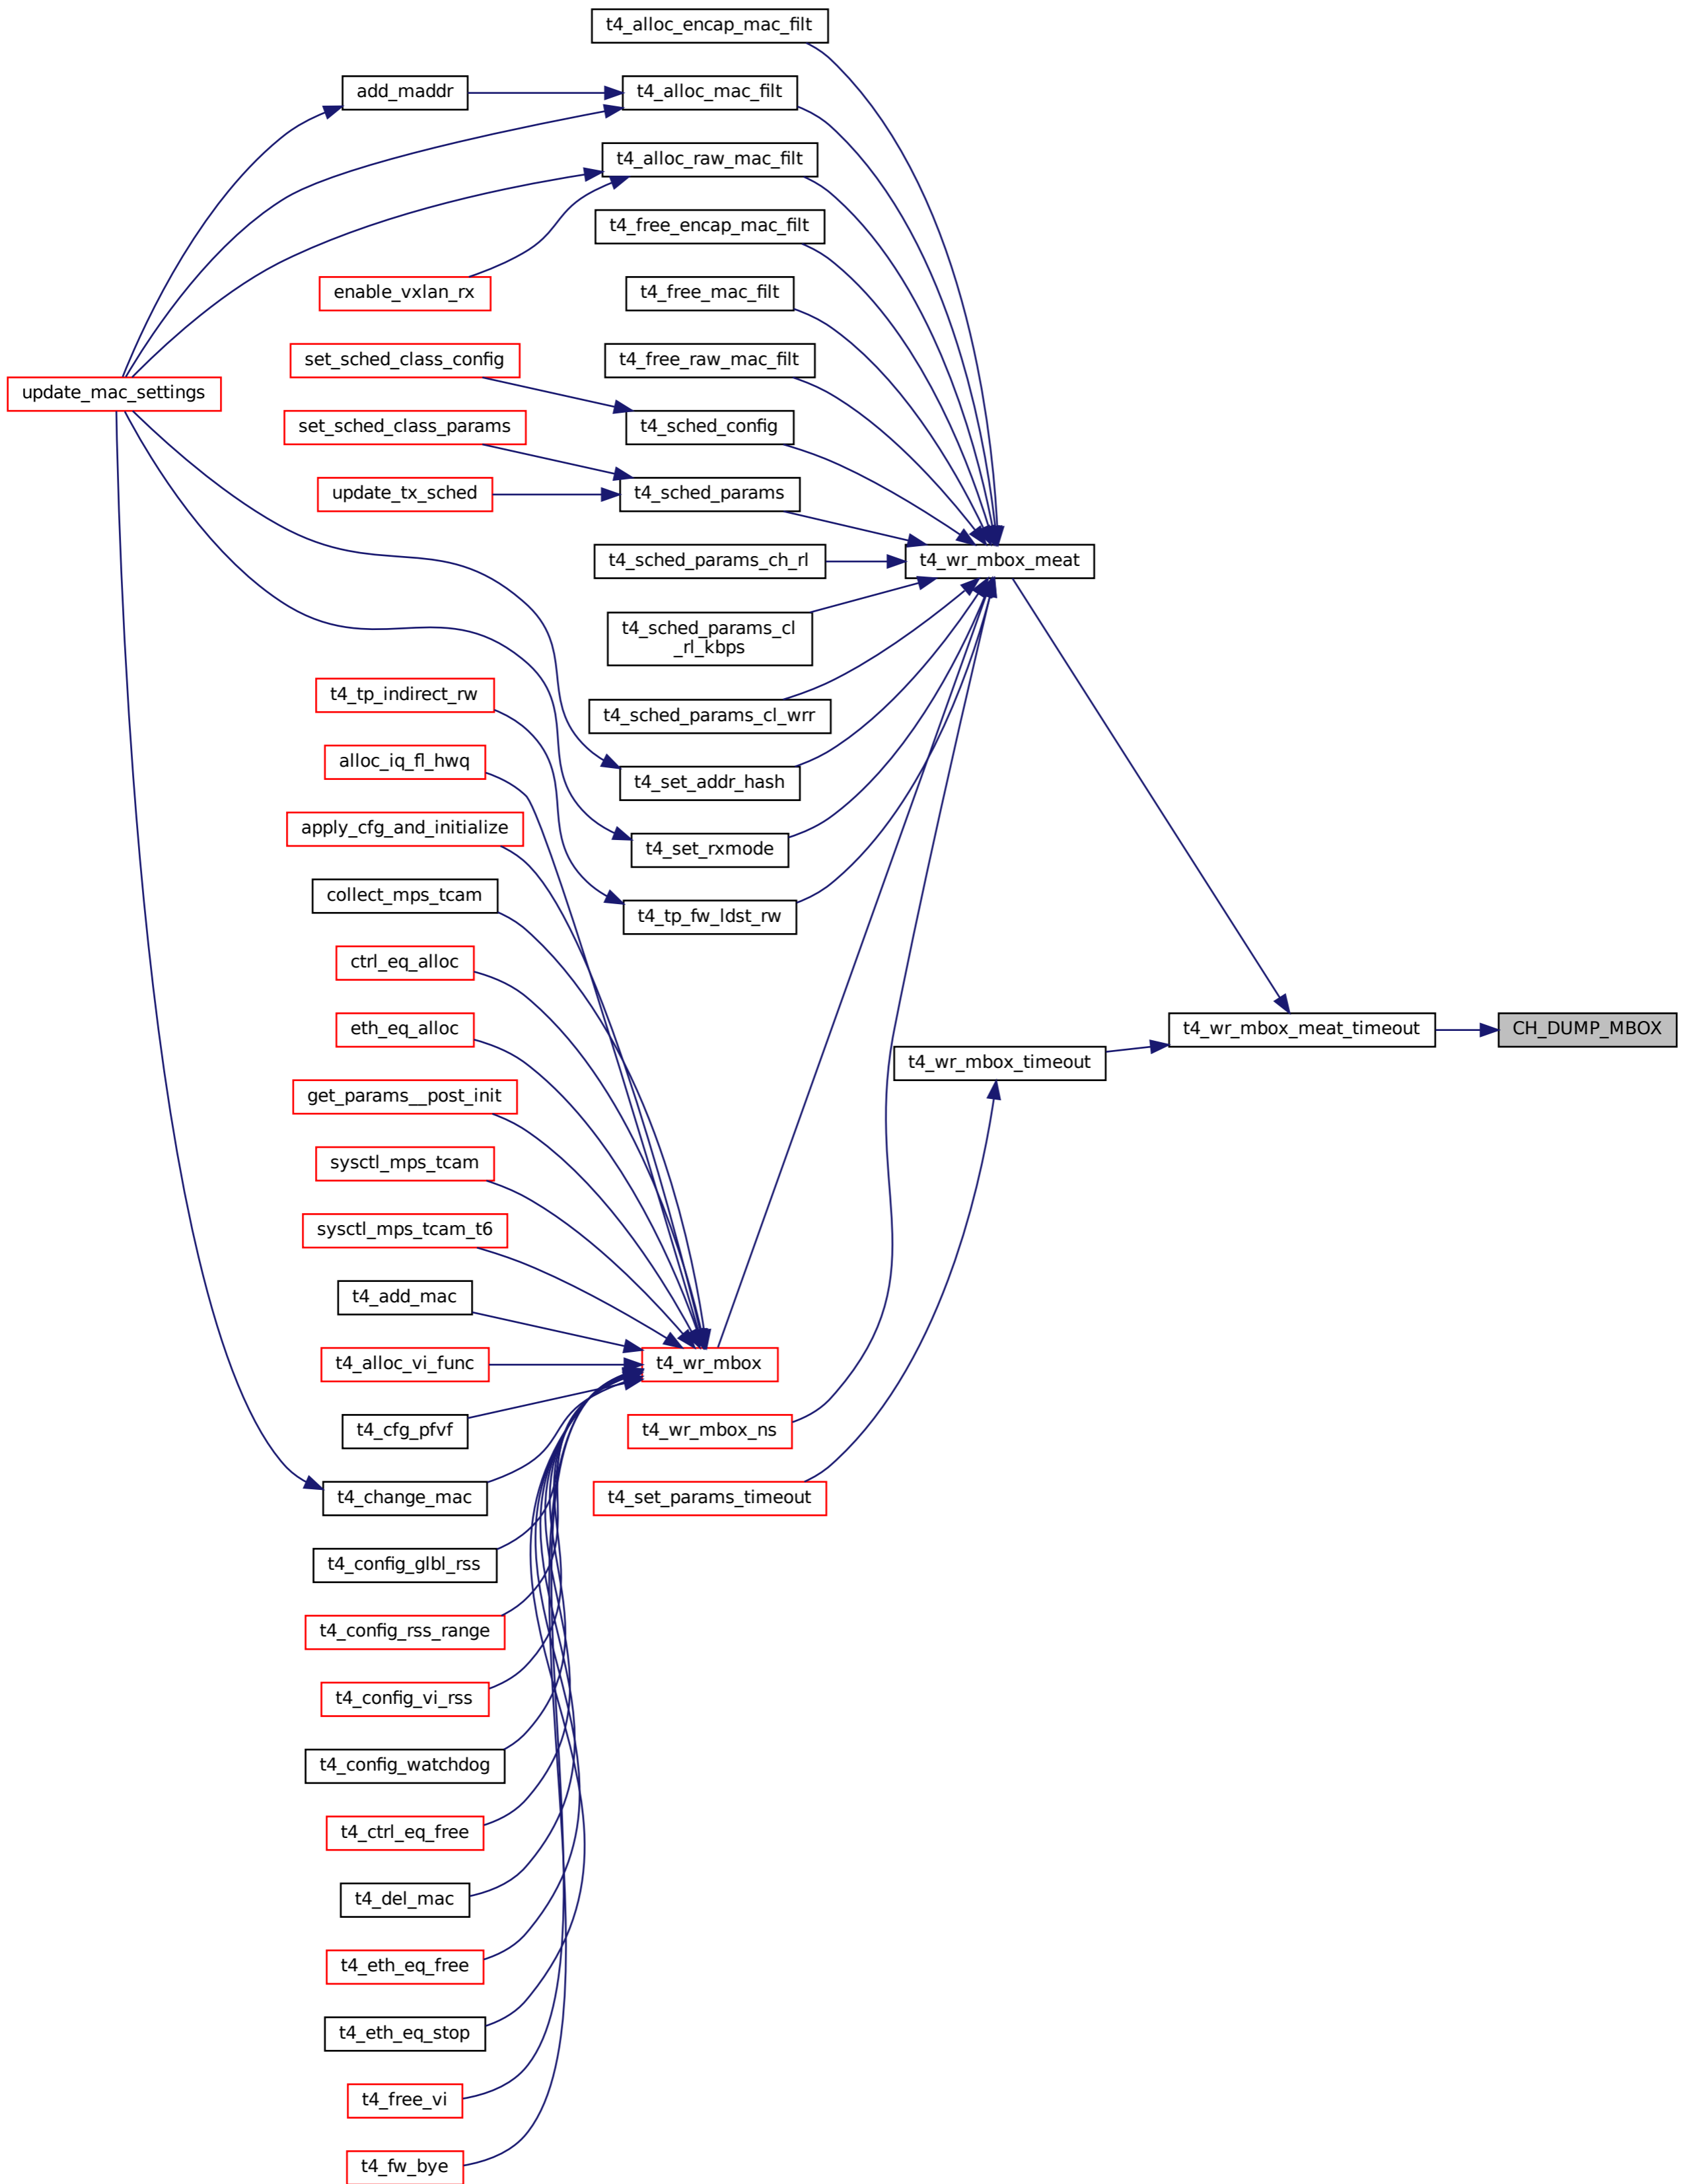 t4_alloc_encap_mac_filt
add_maddr
t4_alloc_mac_filt
t4_alloc_raw_mac_filt
t4_free_encap_mac_filt
enable_vxlan_rx
t4_free_mac_filt
set_sched_class_config
t4_free_raw_mac_filt
update_mac_settings
set_sched_class_params
t4_sched_config
update_tx_sched
t4_sched_params
t4_sched_params_ch_rl
t4_wr_mbox_meat
t4_sched_params_cl
_rl_kbps
t4_tp_indirect_rw
t4_sched_params_cl_wrr
alloc_iq_fl_hwq
t4_set_addr_hash
apply_cfg_and_initialize
t4_set_rxmode
collect_mps_tcam
t4_tp_fw_ldst_rw
ctrl_eq_alloc
eth_eq_alloc
t4_wr_mbox_meat_timeout
CH_DUMP_MBOX
t4_wr_mbox_timeout
get_params__post_init
sysctl_mps_tcam
sysctl_mps_tcam_t6
t4_add_mac
t4_alloc_vi_func
t4_wr_mbox
t4_cfg_pfvf
t4_wr_mbox_ns
t4_change_mac
t4_set_params_timeout
t4_config_glbl_rss
t4_config_rss_range
t4_config_vi_rss
t4_config_watchdog
t4_ctrl_eq_free
t4_del_mac
t4_eth_eq_free
t4_eth_eq_stop
t4_free_vi
t4_fw_bye